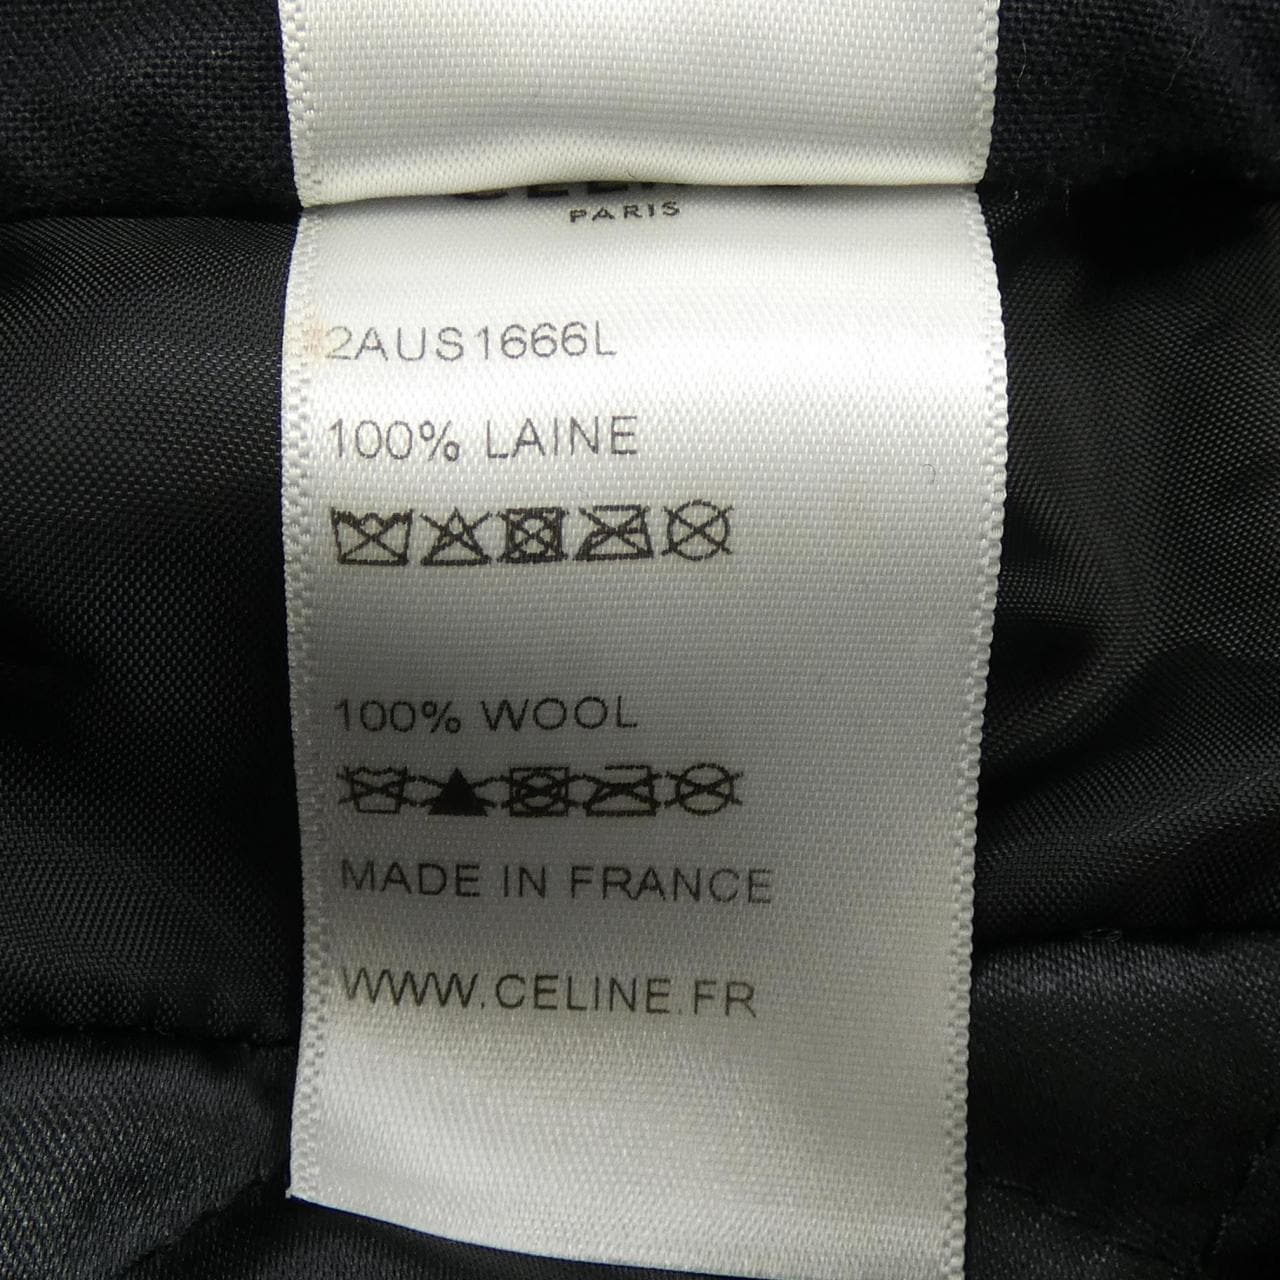 PARIS
2AUS1666L
100% LAINE
100% WOOL
MADE IN FRANCE
WWW.CELINE.FR